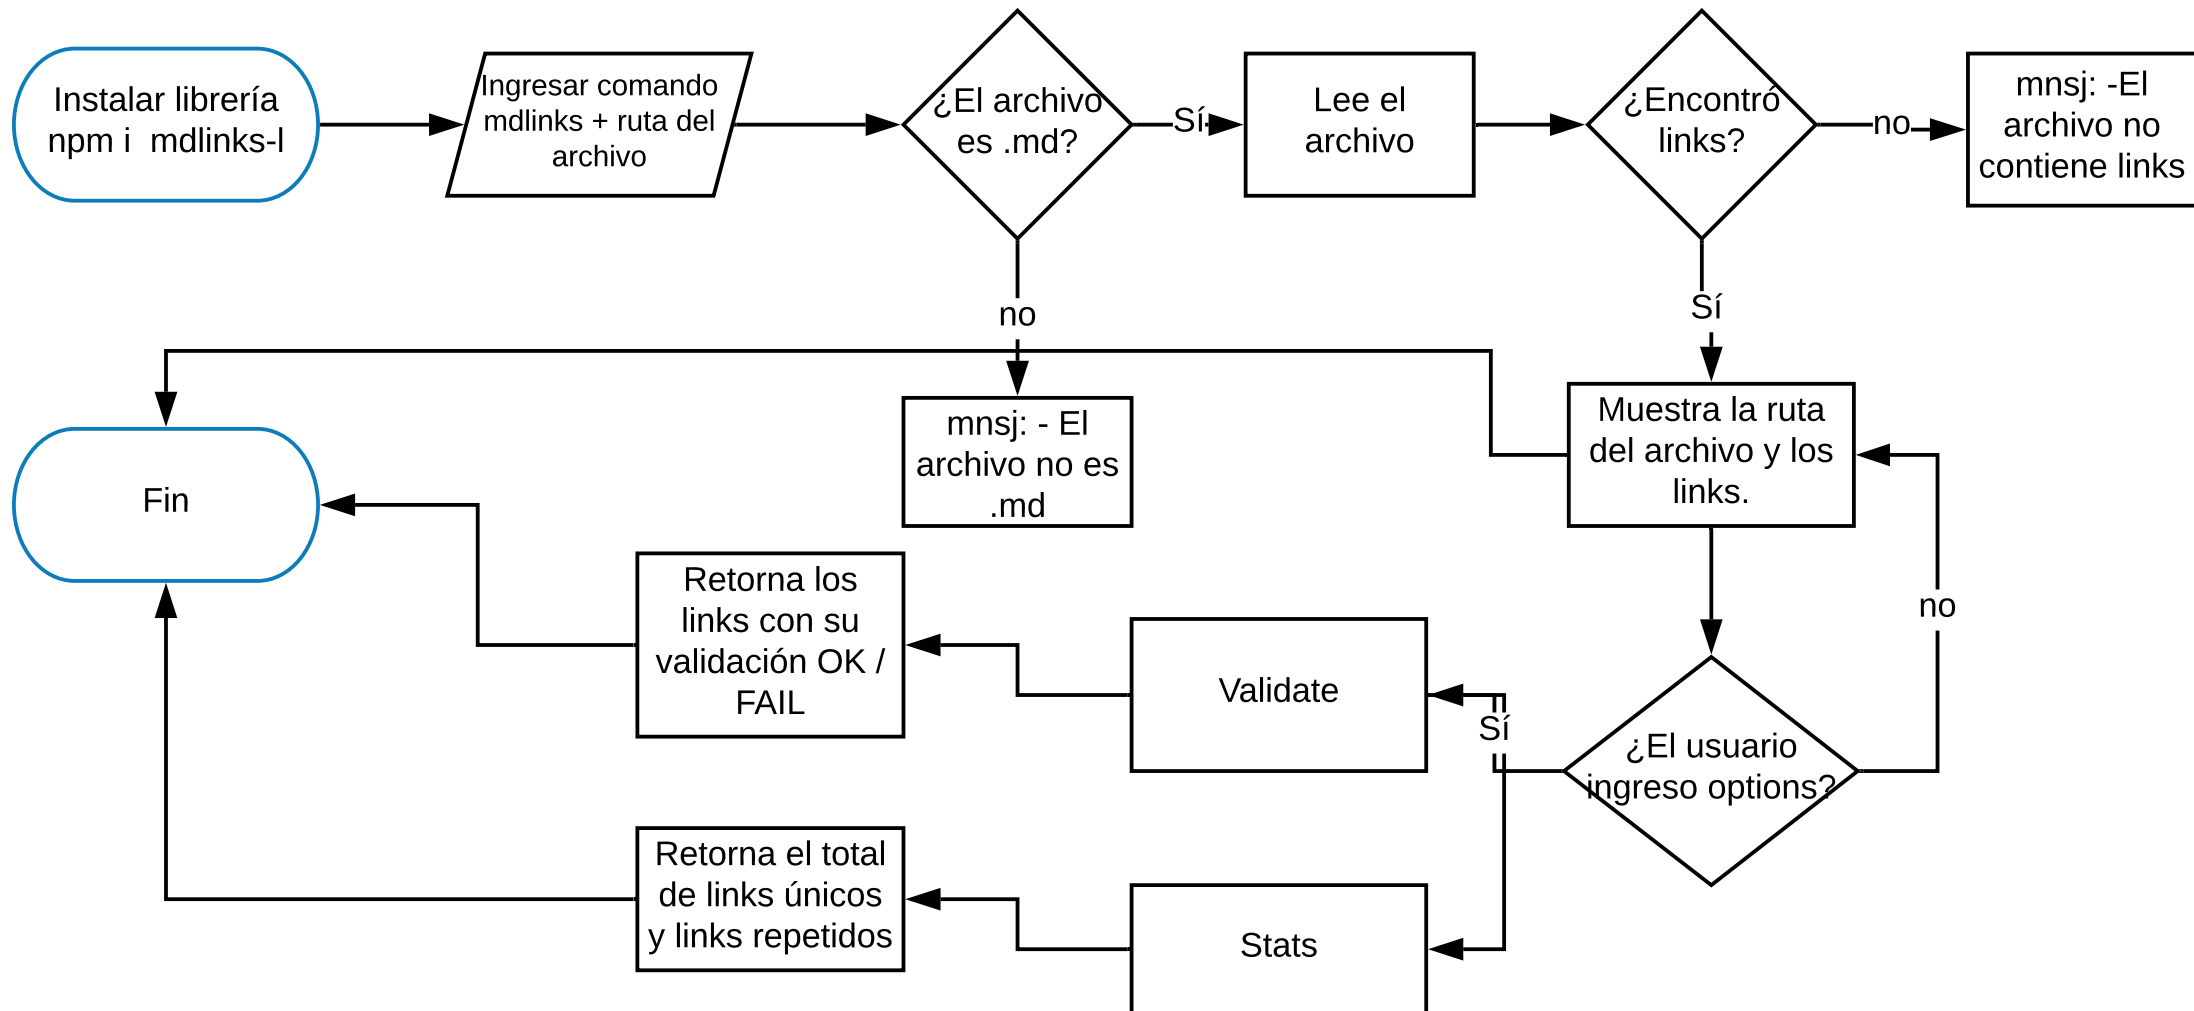 Instalar librería
npm i  mdlinks-l
Ingresar comando
mdlinks + ruta del
archivo
¿El archivo
es .md?
Sí
Lee el
archivo
¿Encontró
links?
no
mnsj: -El
archivo no
contiene links
no
Sí
mnsj: - El
archivo no es
.md
Muestra la ruta
del archivo y los
links.
Fin
Retorna los
links con su
validación OK /
FAIL
Validate
Sí
no
¿El usuario
ingreso options?
Retorna el total
de links únicos
y links repetidos
Stats